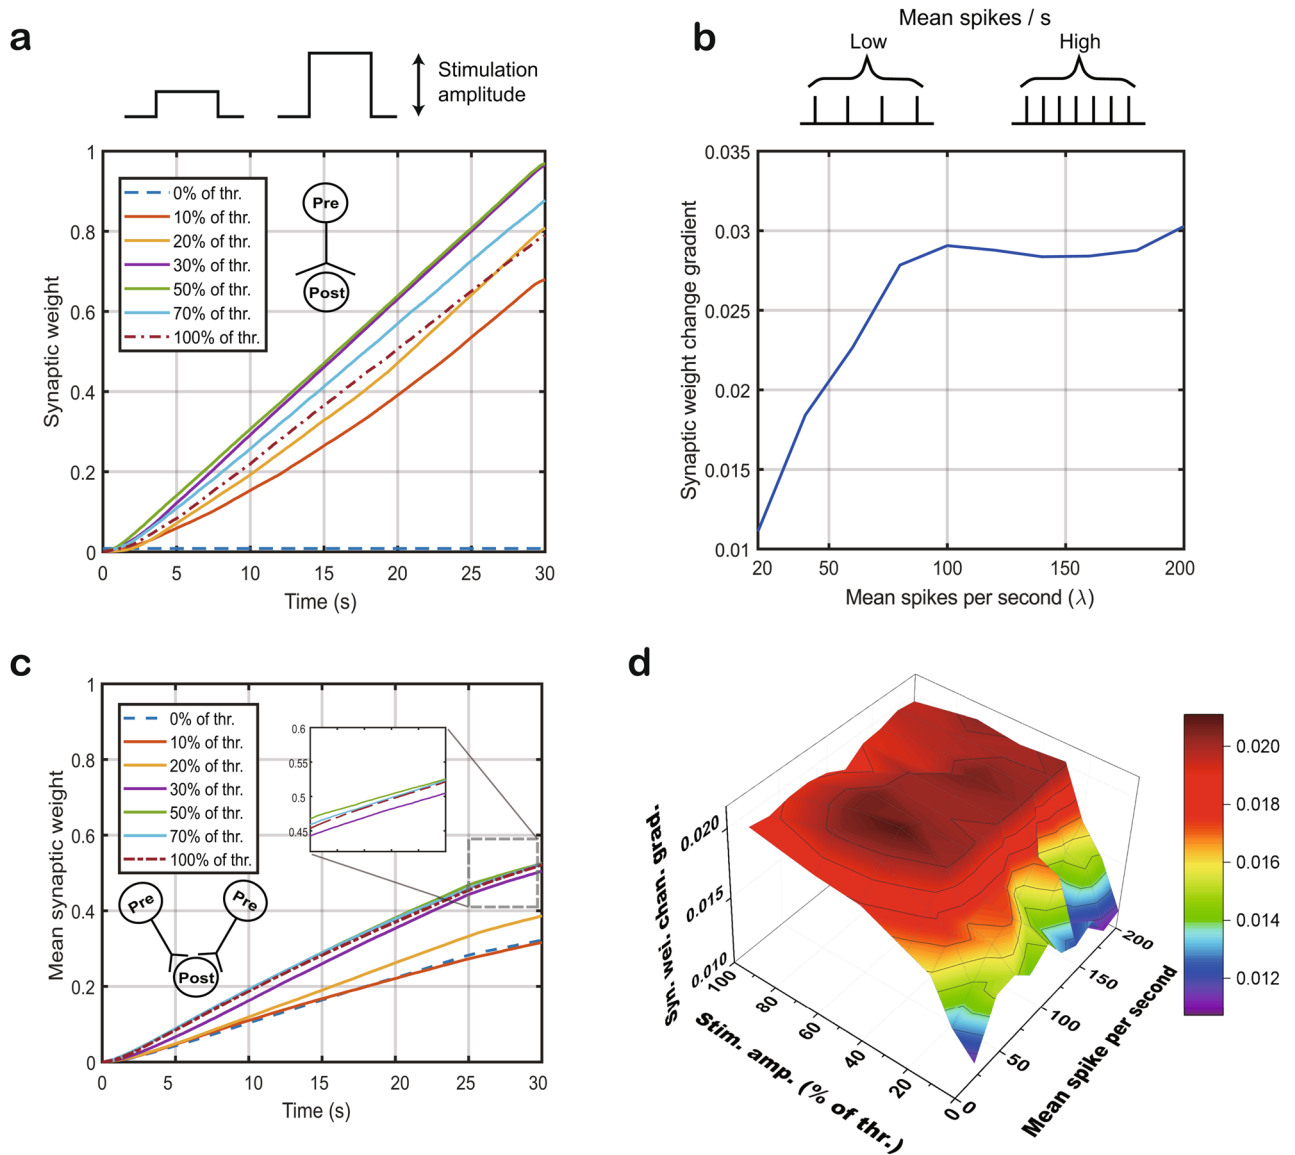 a
Stimulation
amplitude
1
0.8
0.6
0.4
0.2
0
Synaptic weight
0% of thr.
10% of thr.
20% of thr.
30% of thr.
50% of thr.
70% of thr.
100% of thr.
Pre
Post
0 5 10 15 20 25 30
Time (s)
b
Mean spikes / s
Low High
0.035
0.03
0.025
0.02
0.015
0.01
Synaptic weight change gradient
20 50 100 150 200
Mean spikes per second (λ)
c
1
0.8
0.6
0.4
0.2
0
Mean synaptic weight
0% of thr.
10% of thr.
20% of thr.
30% of thr.
50% of thr.
70% of thr.
100% of thr.
0.6
0.55
0.5
0.45
Pre Pre
Post
0 5 10 15 20 25 30
Time (s)
d
Syn. wei. chan. grad.
0.020
0.015
0.010
100 80 60 40 20 0
Stim. amp. (% of thr.)
0 50 100 150 200
Mean spike per second
0.020
0.018
0.016
0.014
0.012